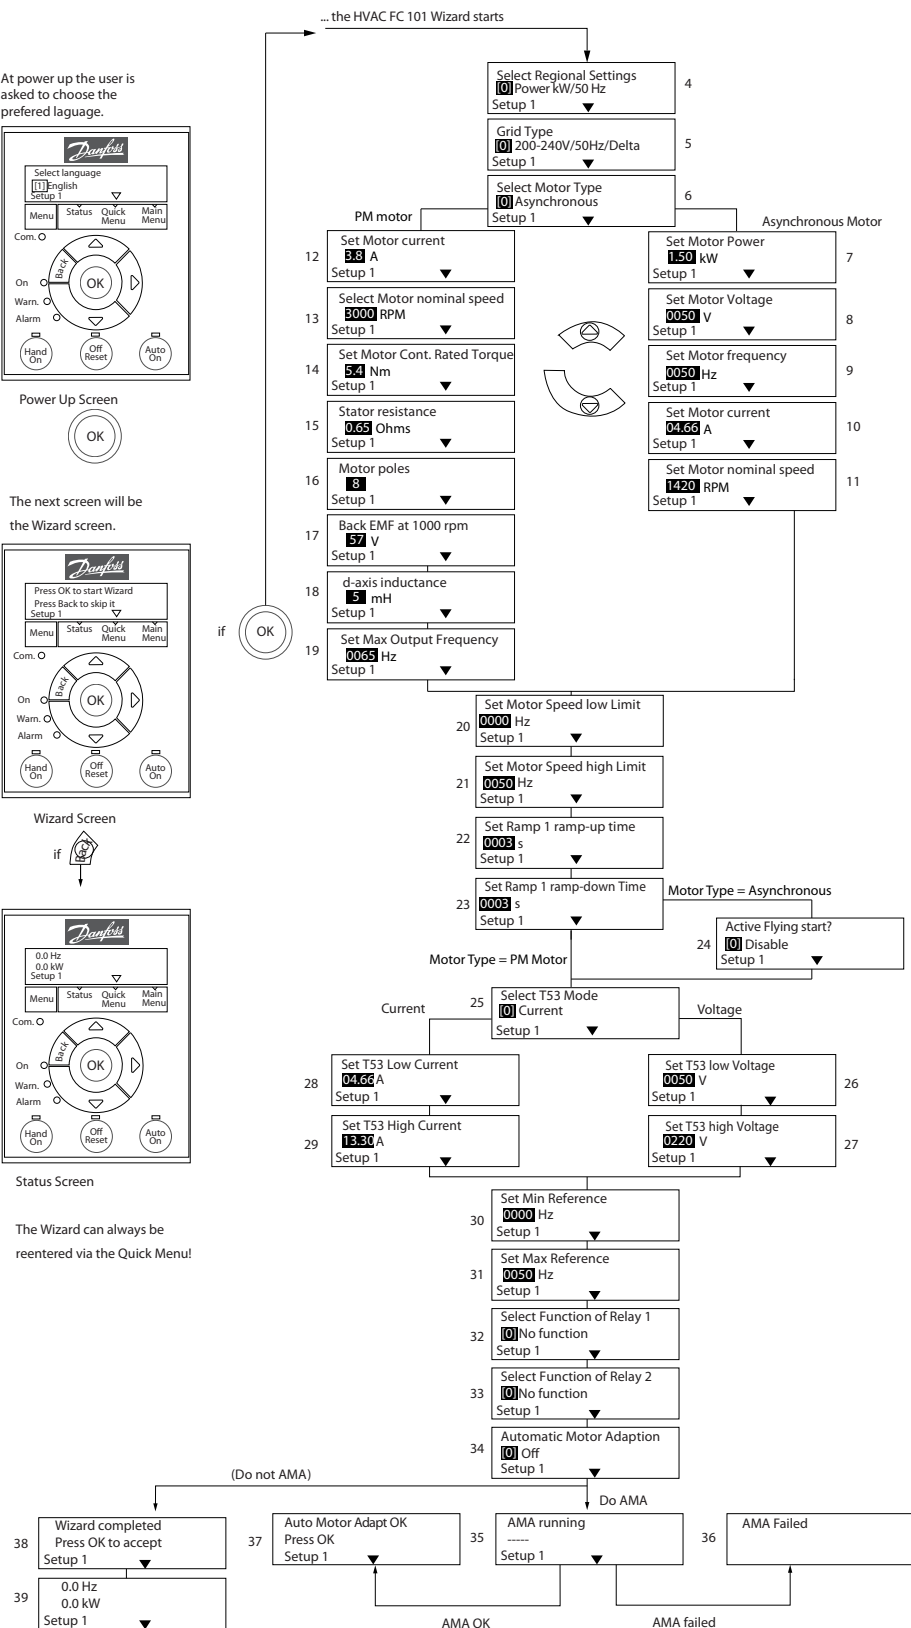 ... the HVAC FC 101 Wizard starts
At power up the user is
asked to choose the
prefered laguage.
Danfoss
Select language
[1] English
Setup 1
Menu
Status
Quick
Menu
Main
Menu
Com.
Back
OK
On
Warn.
Alarm
Hand
On
Off
Reset
Auto
On
Power Up Screen
OK
The next screen will be
the Wizard screen.
Danfoss
Press OK to start Wizard
Press Back to skip it
Setup 1
Menu
Status
Quick
Menu
Main
Menu
Com.
Back
OK
On
Warn.
Alarm
Hand
On
Off
Reset
Auto
On
Wizard Screen
if
Back
Danfoss
0.0 Hz
0.0 kW
Setup 1
Menu
Status
Quick
Menu
Main
Menu
Com.
Back
OK
On
Warn.
Alarm
Hand
On
Off
Reset
Auto
On
Status Screen
The Wizard can always be
reentered via the Quick Menu!
if
OK
Select Regional Settings
[0] Power kW/50 Hz
Setup 1
4
Grid Type
[0] 200-240V/50Hz/Delta
Setup 1
5
Select Motor Type
[0] Asynchronous
Setup 1
6
PM motor
Asynchronous Motor
12
Set Motor current
3.8 A
Setup 1
13
Select Motor nominal speed
3000 RPM
Setup 1
14
Set Motor Cont. Rated Torque
5.4 Nm
Setup 1
15
Stator resistance
0.65 Ohms
Setup 1
16
Motor poles
8
Setup 1
17
Back EMF at 1000 rpm
57 V
Setup 1
18
d-axis inductance
5 mH
Setup 1
19
Set Max Output Frequency
0065 Hz
Setup 1
Set Motor Power
1.50 kW
Setup 1
7
Set Motor Voltage
0050 V
Setup 1
8
Set Motor frequency
0050 Hz
Setup 1
9
Set Motor current
04.66 A
Setup 1
10
Set Motor nominal speed
1420 RPM
Setup 1
11
20
Set Motor Speed low Limit
0000 Hz
Setup 1
21
Set Motor Speed high Limit
0050 Hz
Setup 1
22
Set Ramp 1 ramp-up time
0003 s
Setup 1
23
Set Ramp 1 ramp-down Time
0003 s
Setup 1
Motor Type = Asynchronous
24
Active Flying start?
[0] Disable
Setup 1
Motor Type = PM Motor
25
Select T53 Mode
[0] Current
Setup 1
Current
Voltage
28
Set T53 Low Current
04.66 A
Setup 1
29
Set T53 High Current
13.30 A
Setup 1
Set T53 low Voltage
0050 V
Setup 1
26
Set T53 high Voltage
0220 V
Setup 1
27
30
Set Min Reference
0000 Hz
Setup 1
31
Set Max Reference
0050 Hz
Setup 1
32
Select Function of Relay 1
[0] No function
Setup 1
33
Select Function of Relay 2
[0] No function
Setup 1
34
Automatic Motor Adaption
[0] Off
Setup 1
(Do not AMA)
Do AMA
38
Wizard completed
Press OK to accept
Setup 1
39
0.0 Hz
0.0 kW
Setup 1
37
Auto Motor Adapt OK
Press OK
Setup 1
35
AMA running
-----
Setup 1
36
AMA Failed
AMA OK
AMA failed